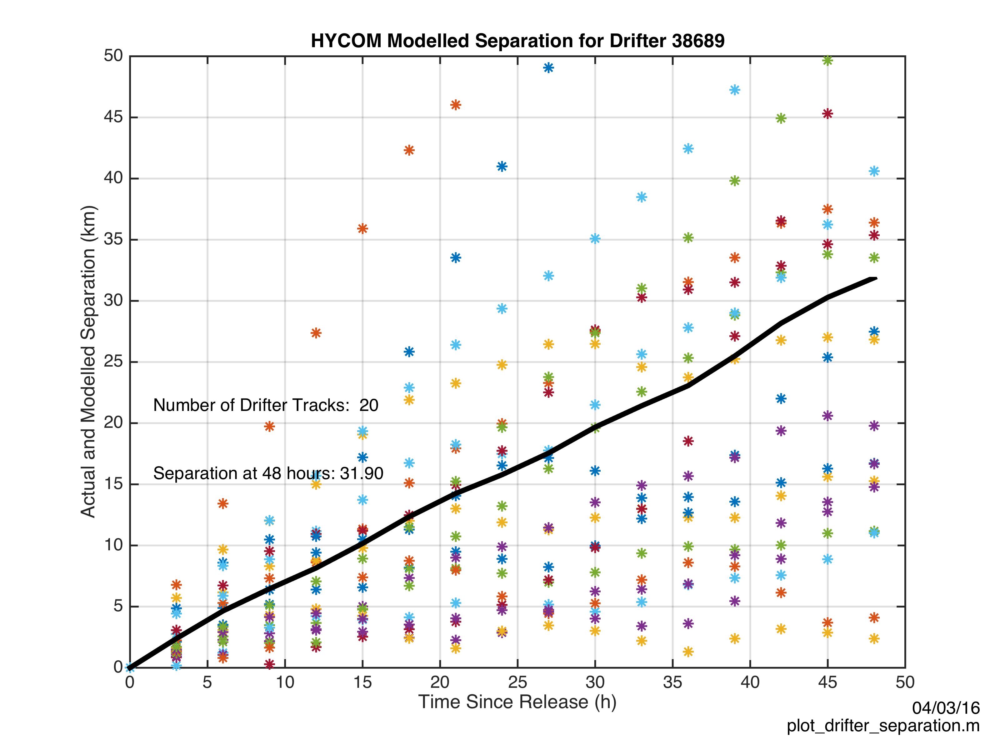 HYCOM Modelled Separation for Drifter 38689
50
45
40
35
30
25
20
15
10
5
0
Actual and Modelled Separation (km)
Number of Drifter Tracks:  20
Separation at 48 hours: 31.90
0 5 10 15 20 25 30 35 40 45 50
Time Since Release (h)
04/03/16
plot_drifter_separation.m